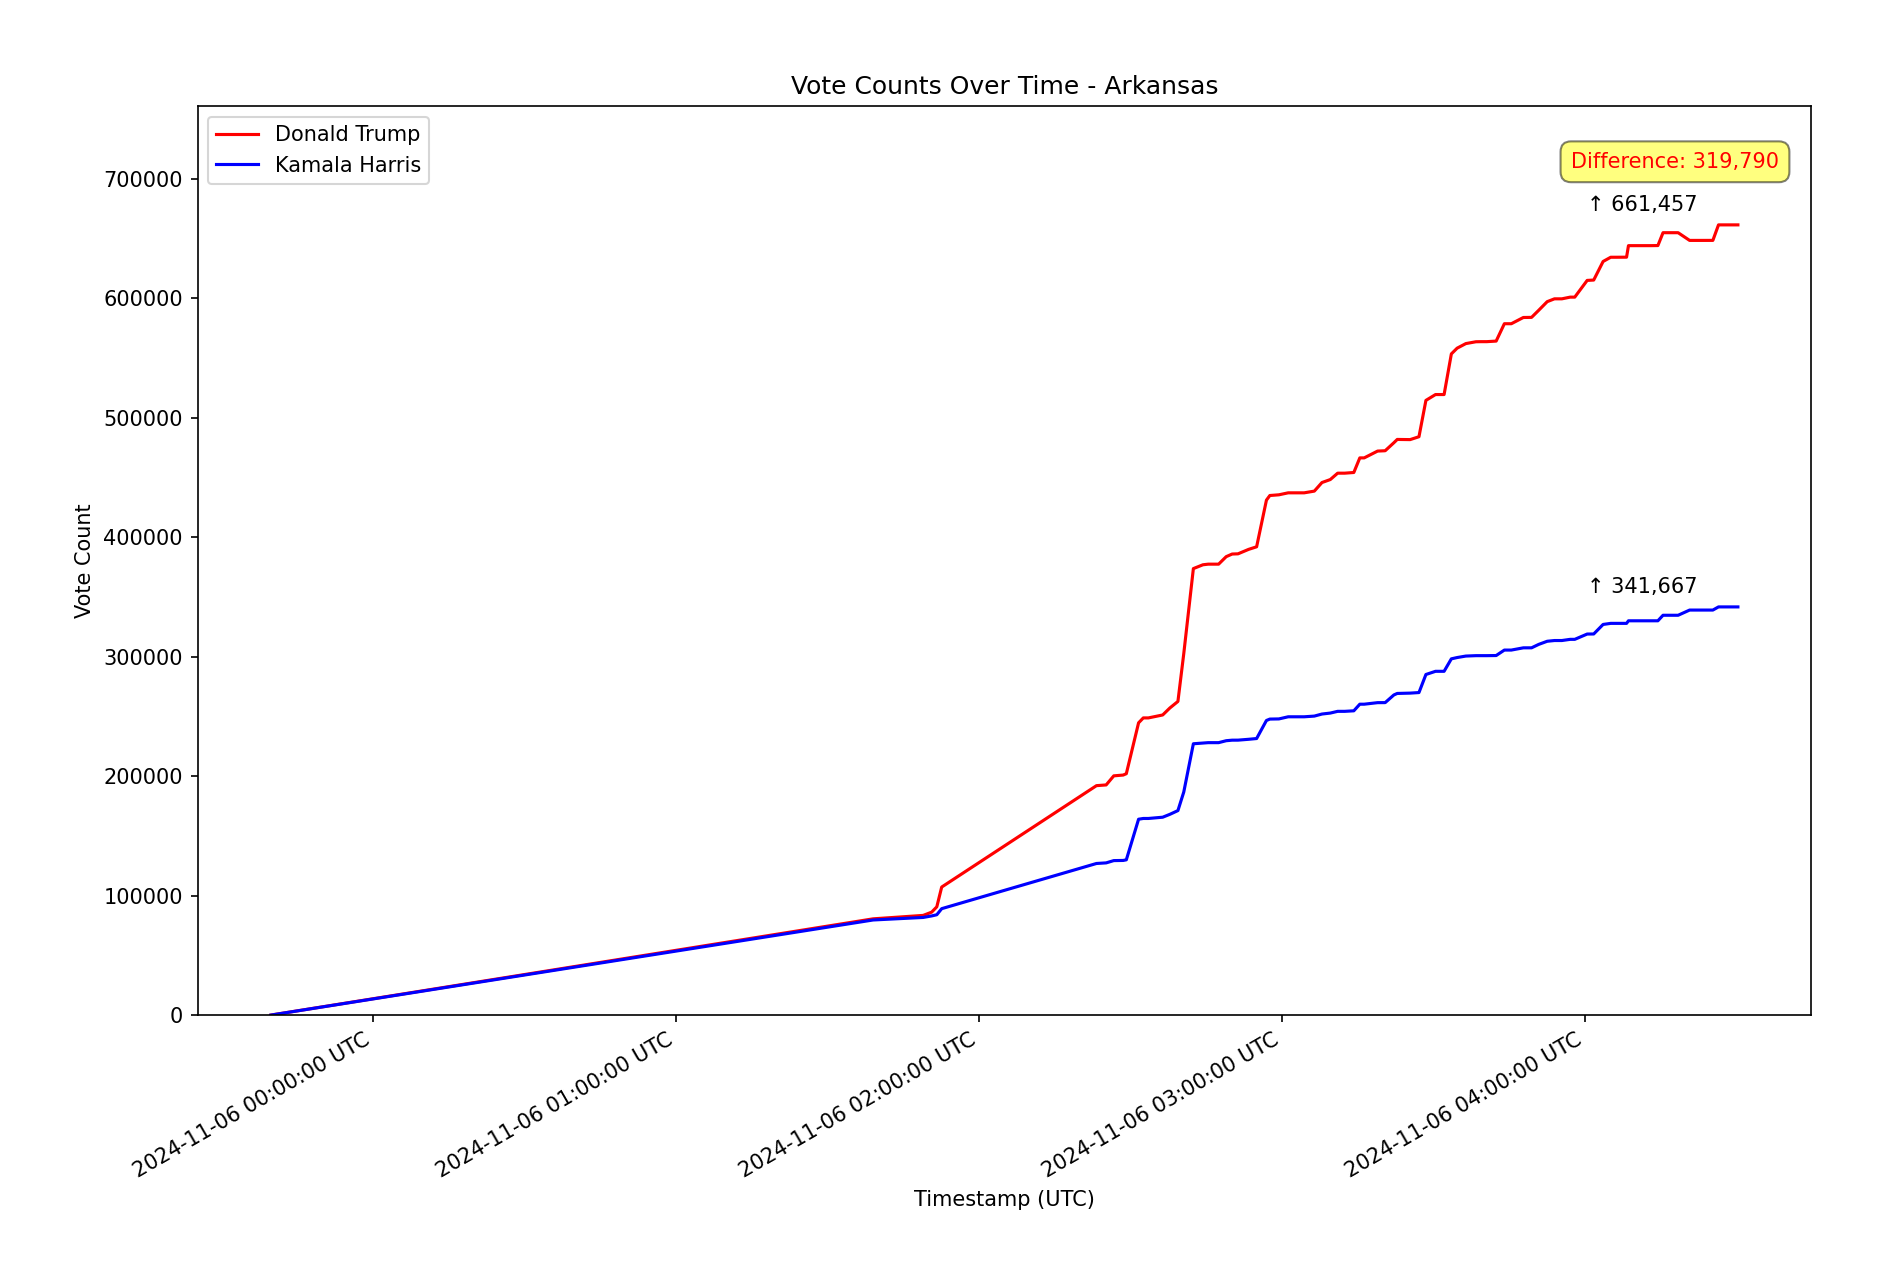 Vote Counts Over Time - Arkansas
Donald Trump
Kamala Harris
Difference: 319,790
↑ 661,457
↑ 341,667
Vote Count
700000
600000
500000
400000
300000
200000
100000
0
2024-11-06 00:00:00 UTC
2024-11-06 01:00:00 UTC
2024-11-06 02:00:00 UTC
2024-11-06 03:00:00 UTC
2024-11-06 04:00:00 UTC
Timestamp (UTC)